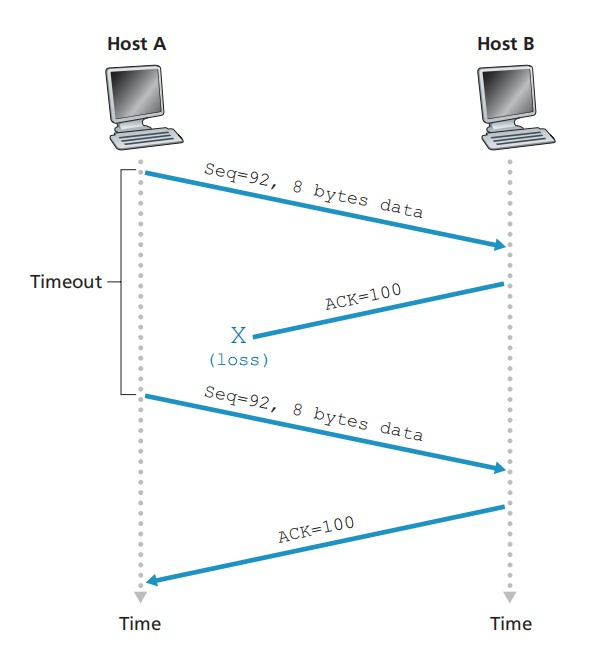 Host A
Host B
Seq=92, 8 bytes data
Timeout
ACK=100
X
(loss)
Seq=92, 8 bytes data
ACK=100
Time
Time